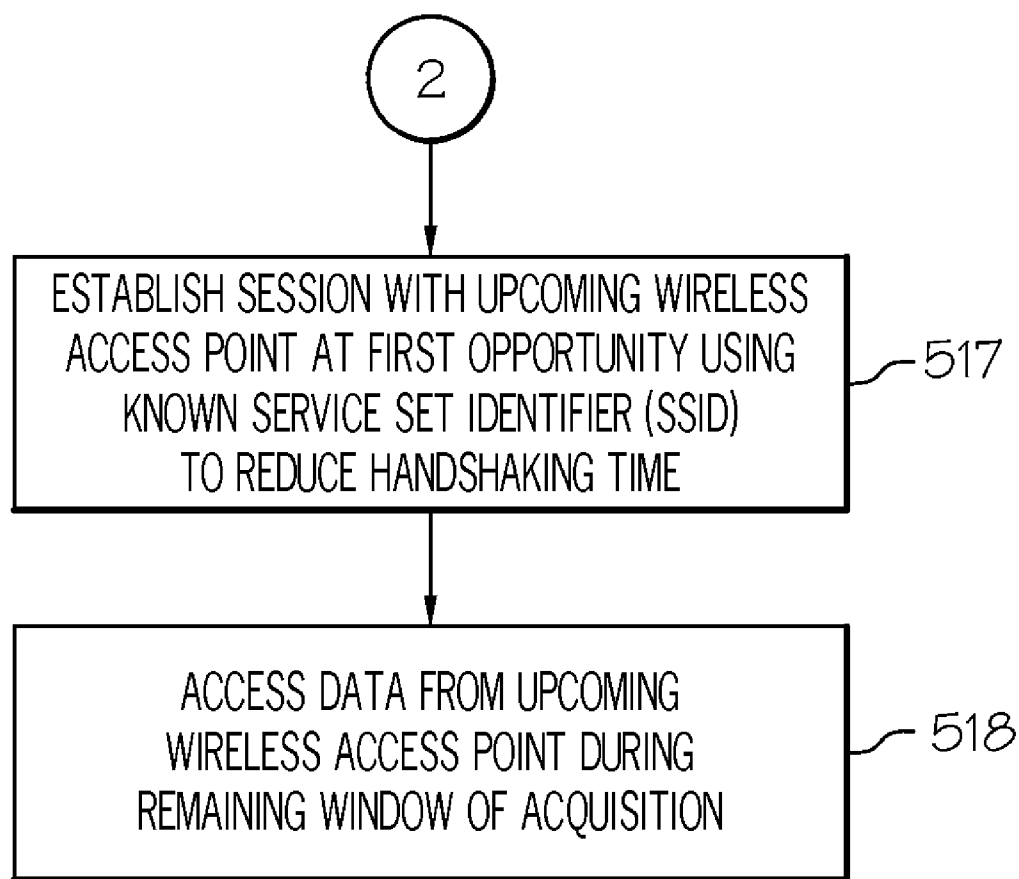 2
ESTABLISH SESSION WITH UPCOMING WIRELESS
ACCESS POINT AT FIRST OPPORTUNITY USING
KNOWN SERVICE SET IDENTIFIER (SSID)
TO REDUCE HANDSHAKING TIME
517
ACCESS DATA FROM UPCOMING
WIRELESS ACCESS POINT DURING
REMAINING WINDOW OF ACQUISITION
518